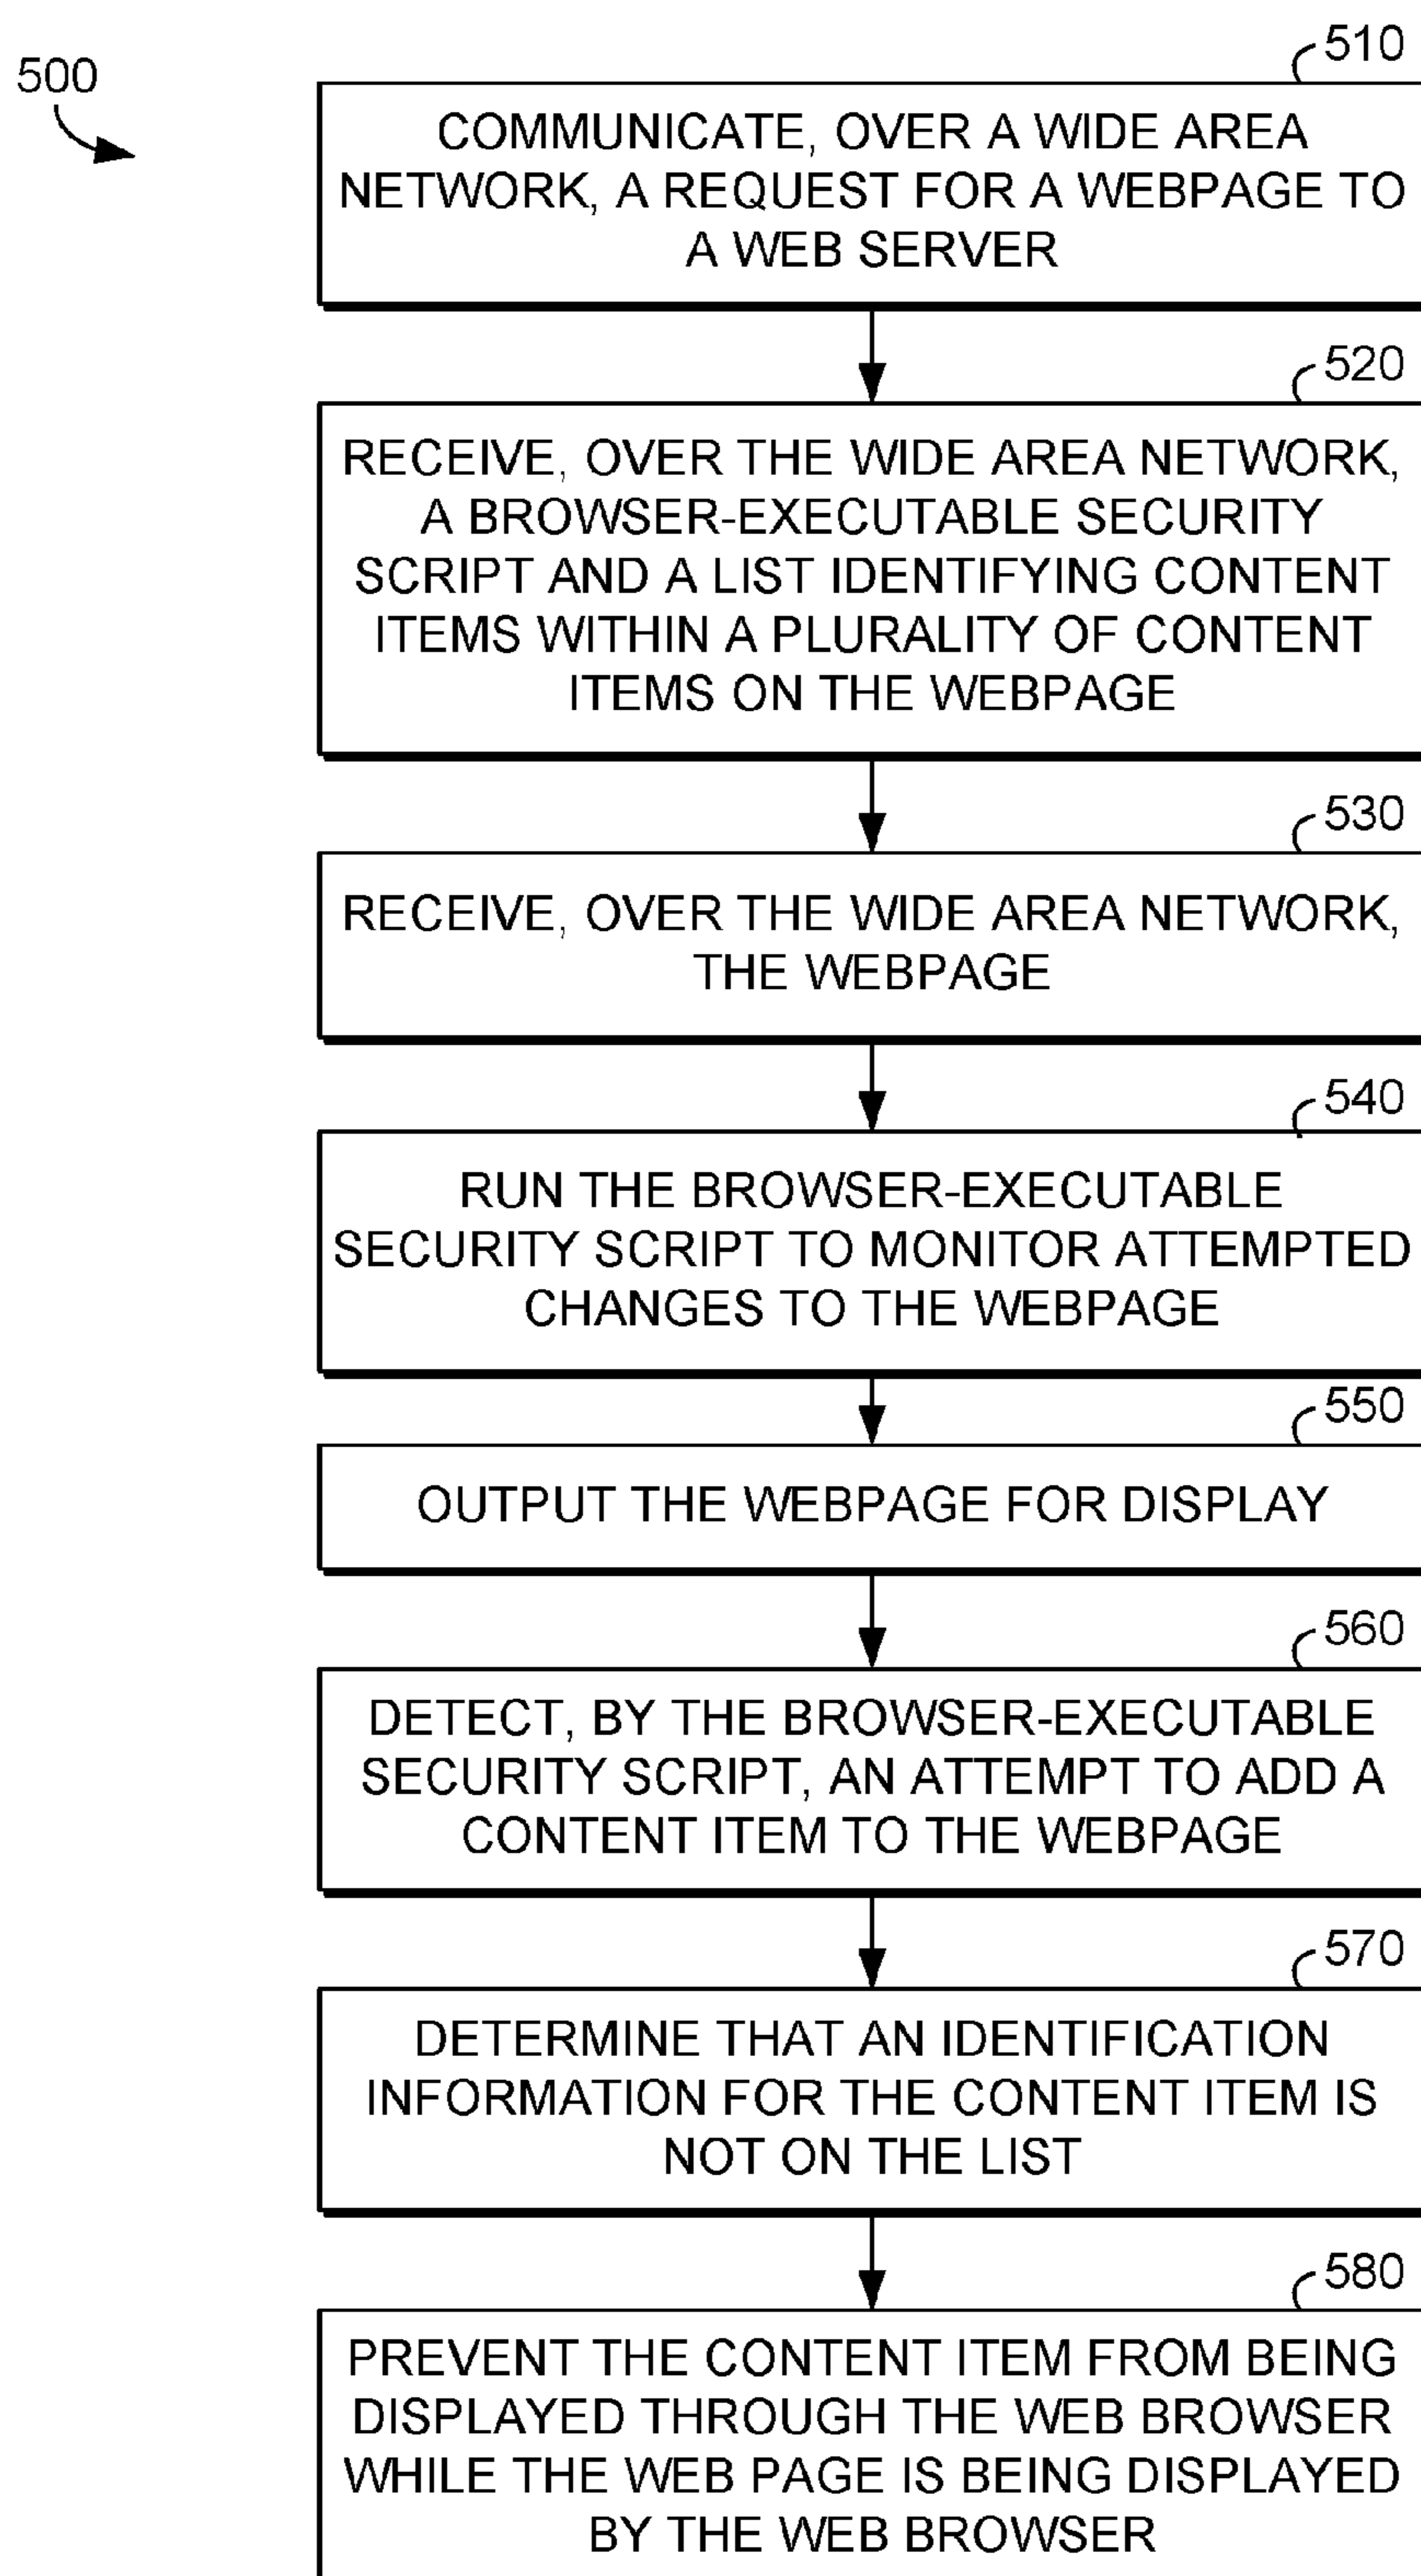 500
510
COMMUNICATE, OVER A WIDE AREA
NETWORK, A REQUEST FOR A WEBPAGE TO
A WEB SERVER
520
RECEIVE, OVER THE WIDE AREA NETWORK,
A BROWSER-EXECUTABLE SECURITY
SCRIPT AND A LIST IDENTIFYING CONTENT
ITEMS WITHIN A PLURALITY OF CONTENT
ITEMS ON THE WEBPAGE
530
RECEIVE, OVER THE WIDE AREA NETWORK,
THE WEBPAGE
540
RUN THE BROWSER-EXECUTABLE
SECURITY SCRIPT TO MONITOR ATTEMPTED
CHANGES TO THE WEBPAGE
550
OUTPUT THE WEBPAGE FOR DISPLAY
560
DETECT, BY THE BROWSER-EXECUTABLE
SECURITY SCRIPT, AN ATTEMPT TO ADD A
CONTENT ITEM TO THE WEBPAGE
570
DETERMINE THAT AN IDENTIFICATION
INFORMATION FOR THE CONTENT ITEM IS
NOT ON THE LIST
580
PREVENT THE CONTENT ITEM FROM BEING
DISPLAYED THROUGH THE WEB BROWSER
WHILE THE WEB PAGE IS BEING DISPLAYED
BY THE WEB BROWSER